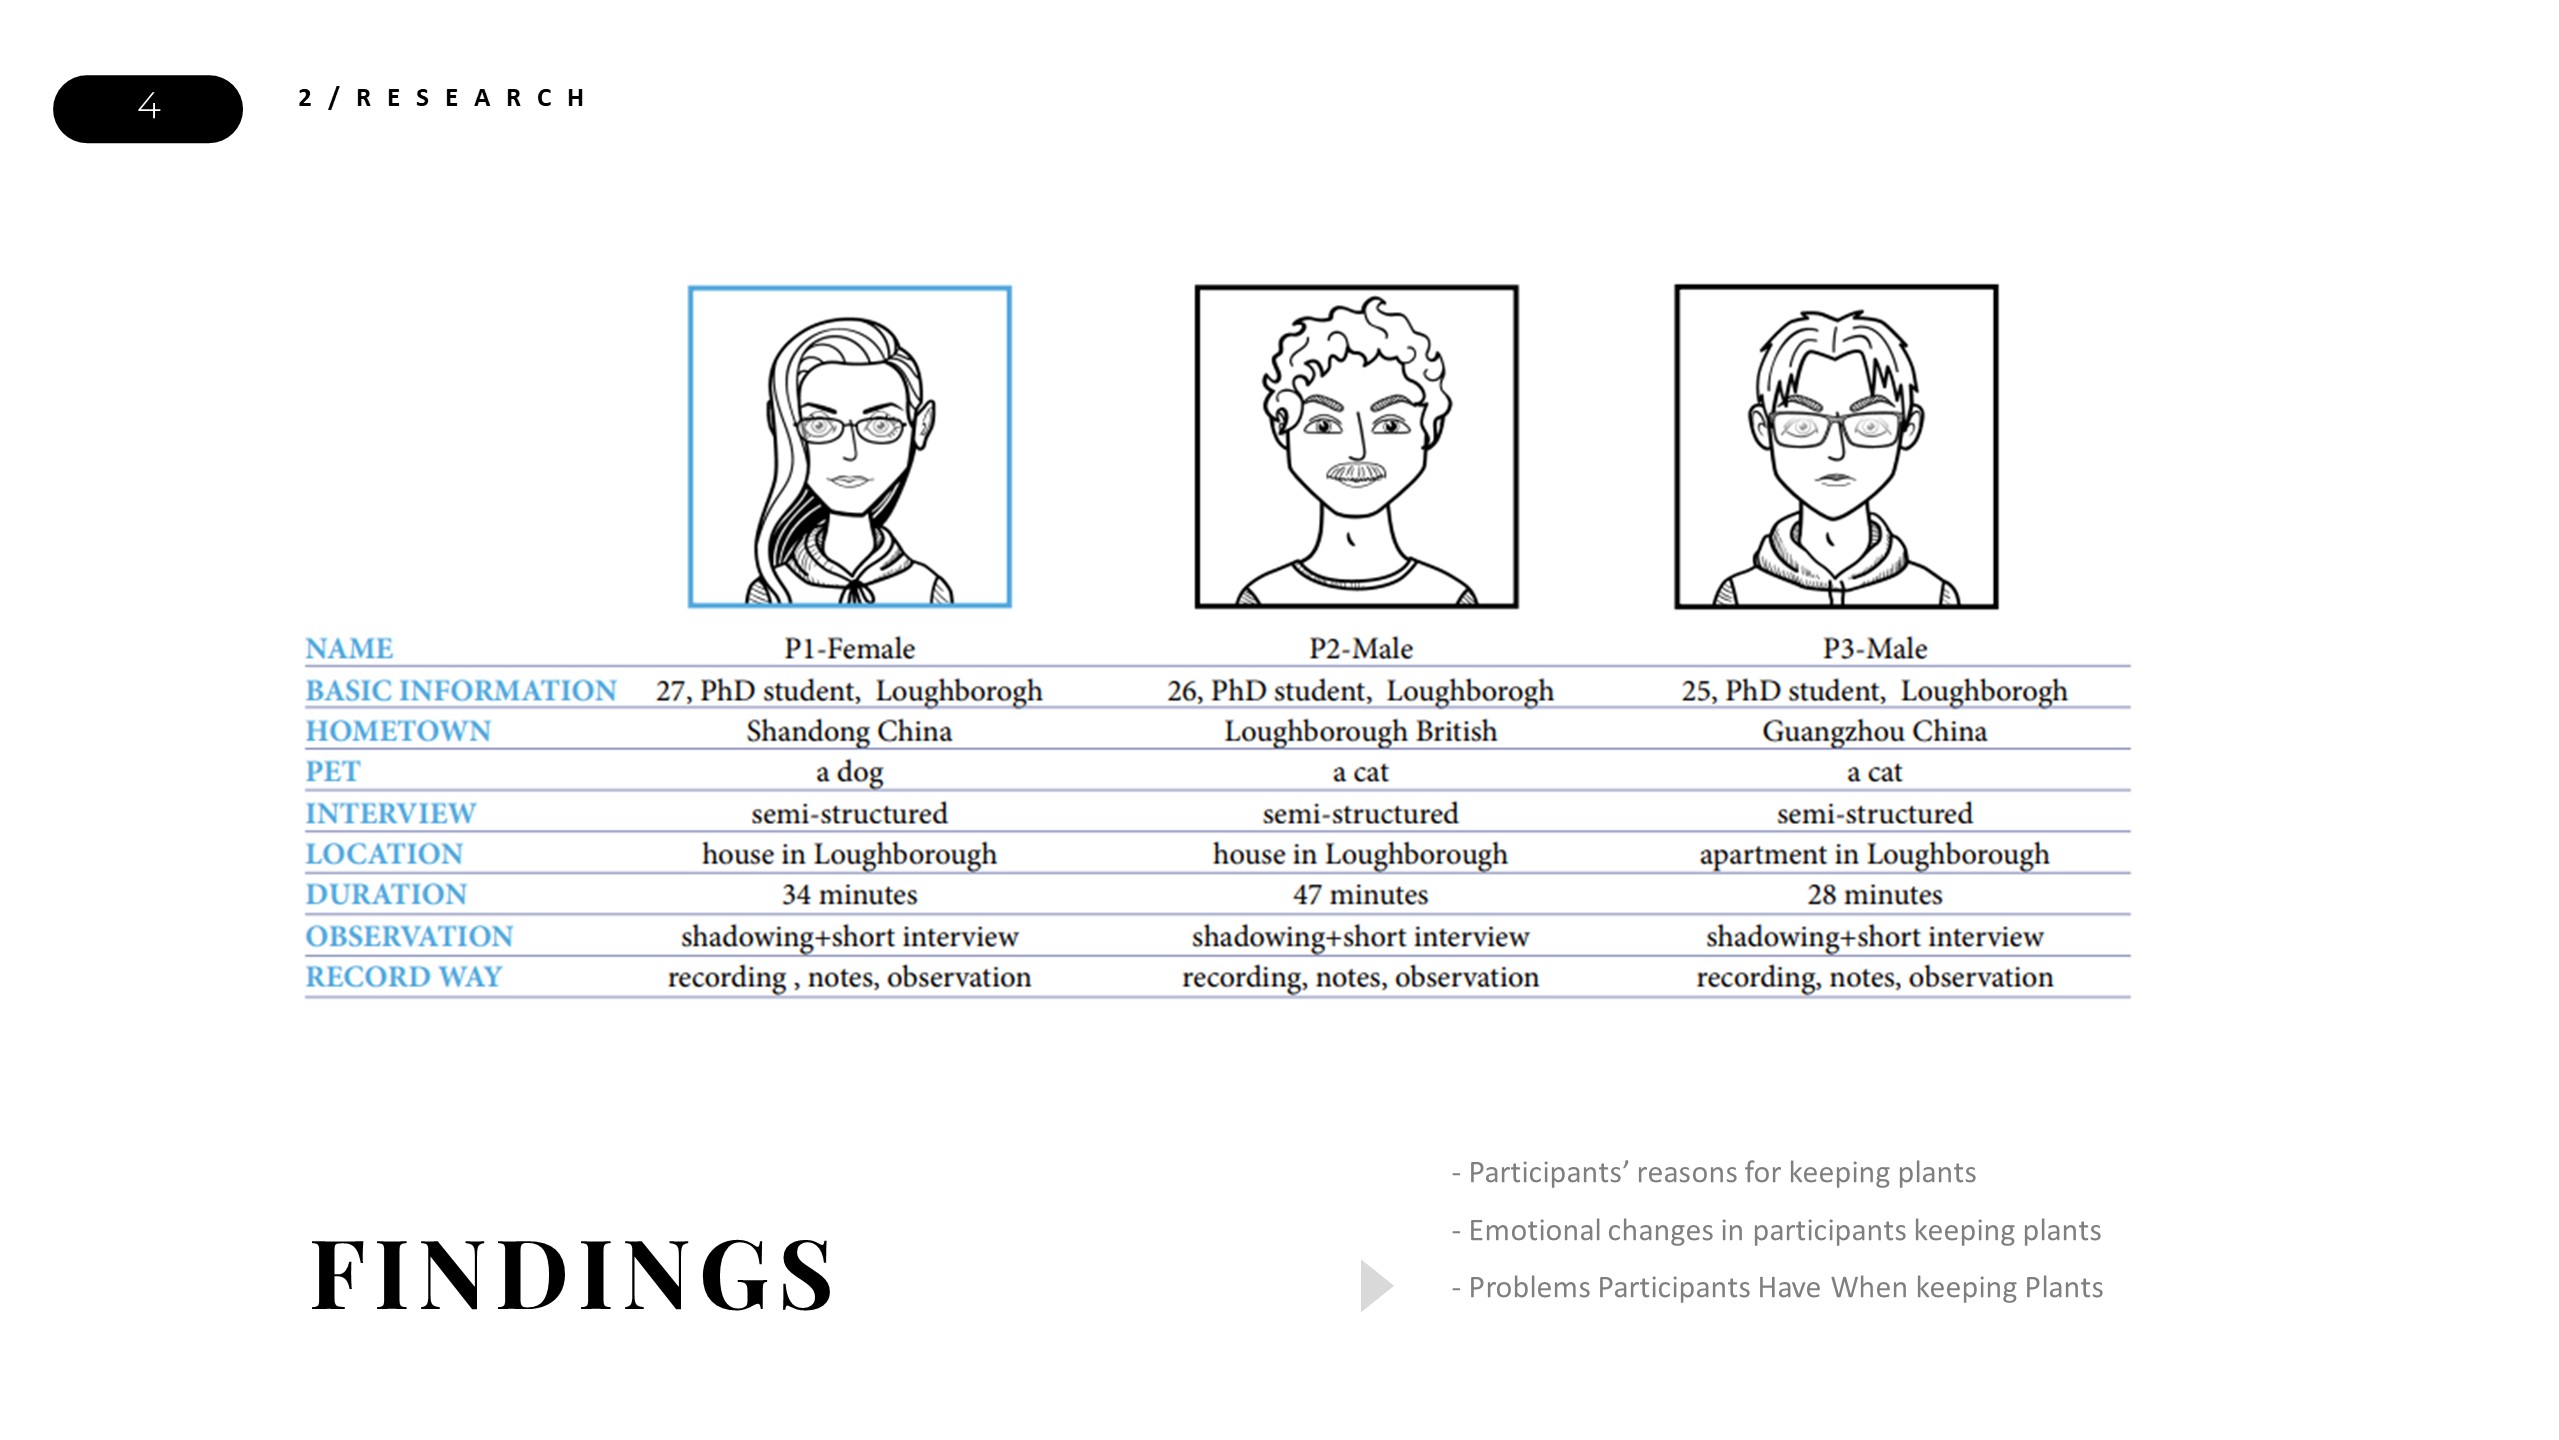 4
2/RESEARCH
NAME P1-Female P2-Male P3-Male
BASIC INFORMATION 27, PhD student, Loughborogh 26, PhD student, Loughborogh 25, PhD student, Loughborogh
HOMETOWN Shandong China Loughborough British Guangzhou China
PET a dog a cat a cat
INTERVIEW semi-structured semi-structured semi-structured
LOCATION house in Loughborough house in Loughborough apartment in Loughborough
DURATION 34 minutes 47 minutes 28 minutes
OBSERVATION shadowing+short interview shadowing+short interview shadowing+short interview
RECORD WAY recording , notes, observation recording, notes, observation recording, notes, observation
FINDINGS
- Participants’ reasons for keeping plants
- Emotional changes in participants keeping plants
- Problems Participants Have When keeping Plants